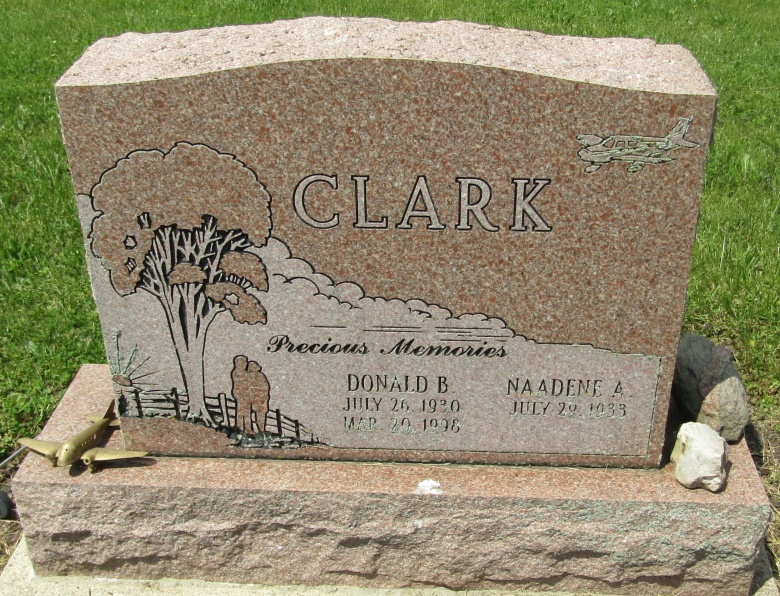 CLARK
Precious Memories
DONALD B
JULY 26, 1930
MAR. 20, 1998
NAADENE A.
JULY 29, 1933